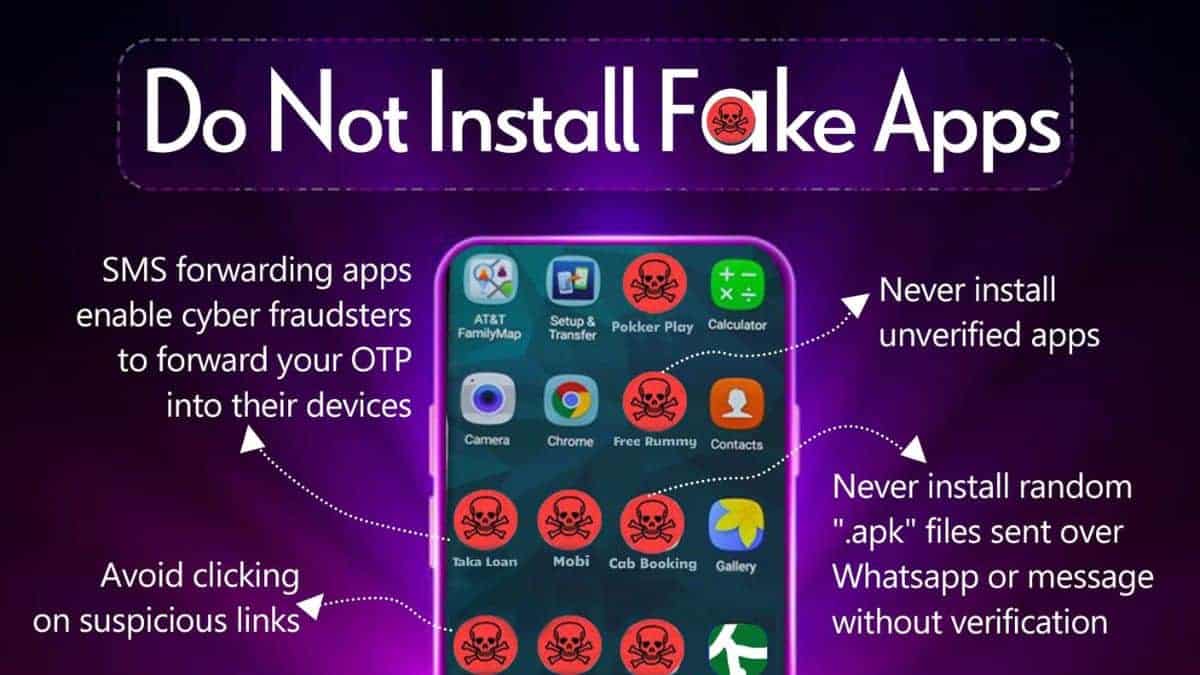 Do Not Install Fake Apps
SMS forwarding apps
enable cyber fraudsters
to forward your OTP
into their devices
Avoid clicking
on suspicious links
AT&T
FamilyMap
Setup &
Transfer
Pokker Play
Calculator
Camera
Chrome
Free Rummy
Contacts
Taka Loan
Mobi
Cab Booking
Gallery
Never install
unverified apps
Never install random
".apk" files sent over
Whatsapp or message
without verification